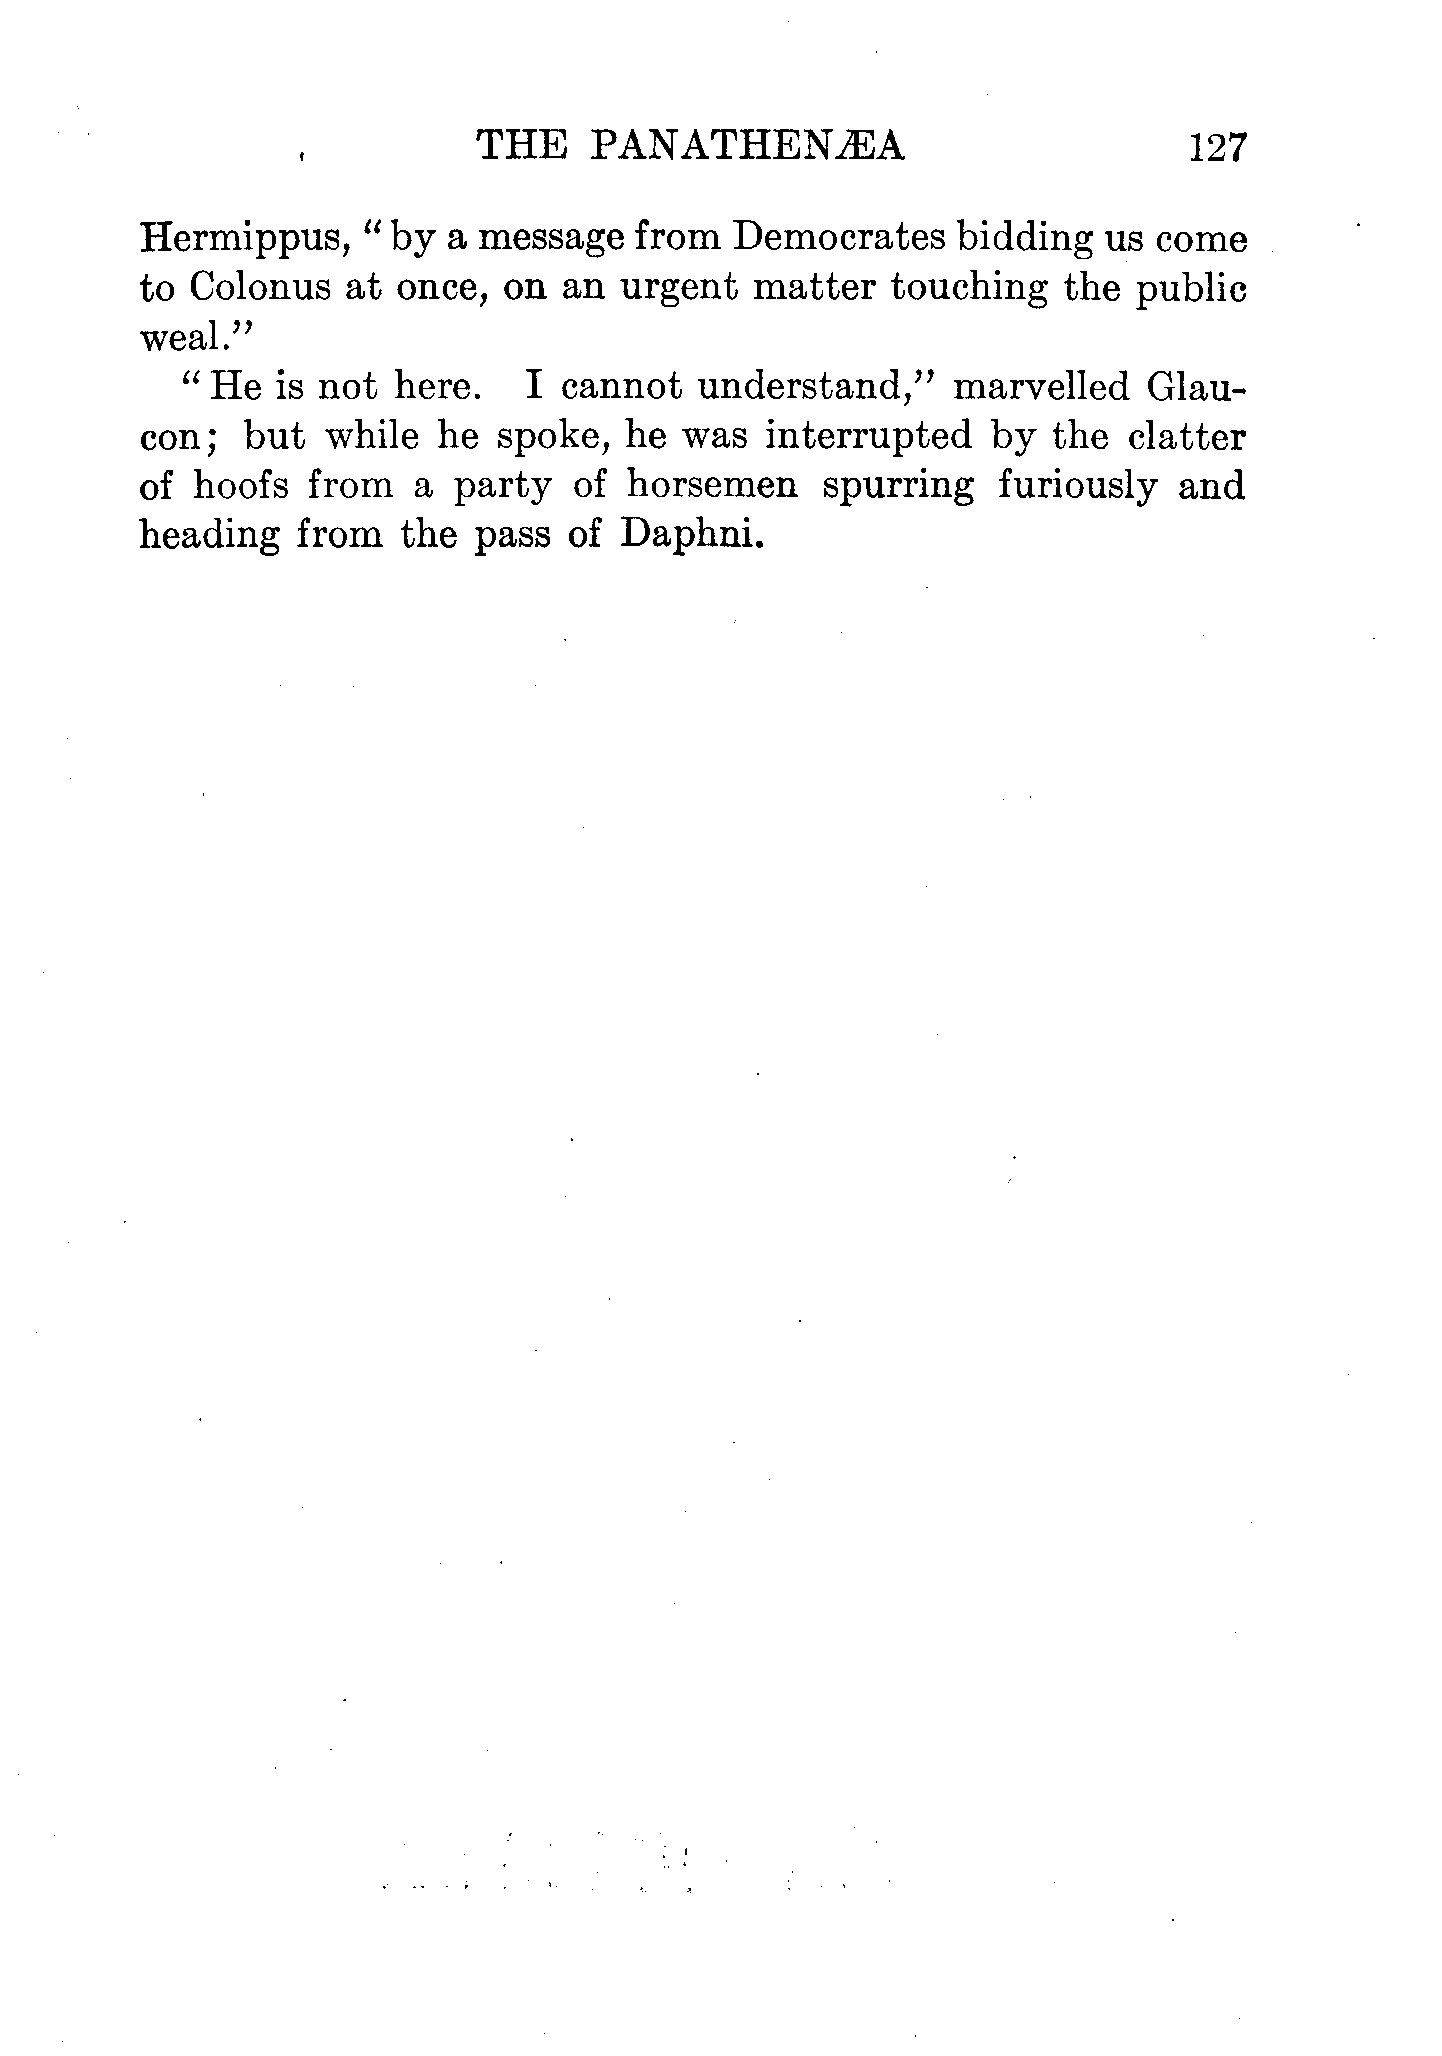 THE PANATHENÆA 127
Hermippus, “by a message from Democrates bidding us come
to Colonus at once, on an urgent matter touching the public
weal.”
“He is not here. I cannot understand,” marvelled Glau-
con; but while he spoke, he was interrupted by the clatter
of hoofs from a party of horsemen spurring furiously and
heading from the pass of Daphni.